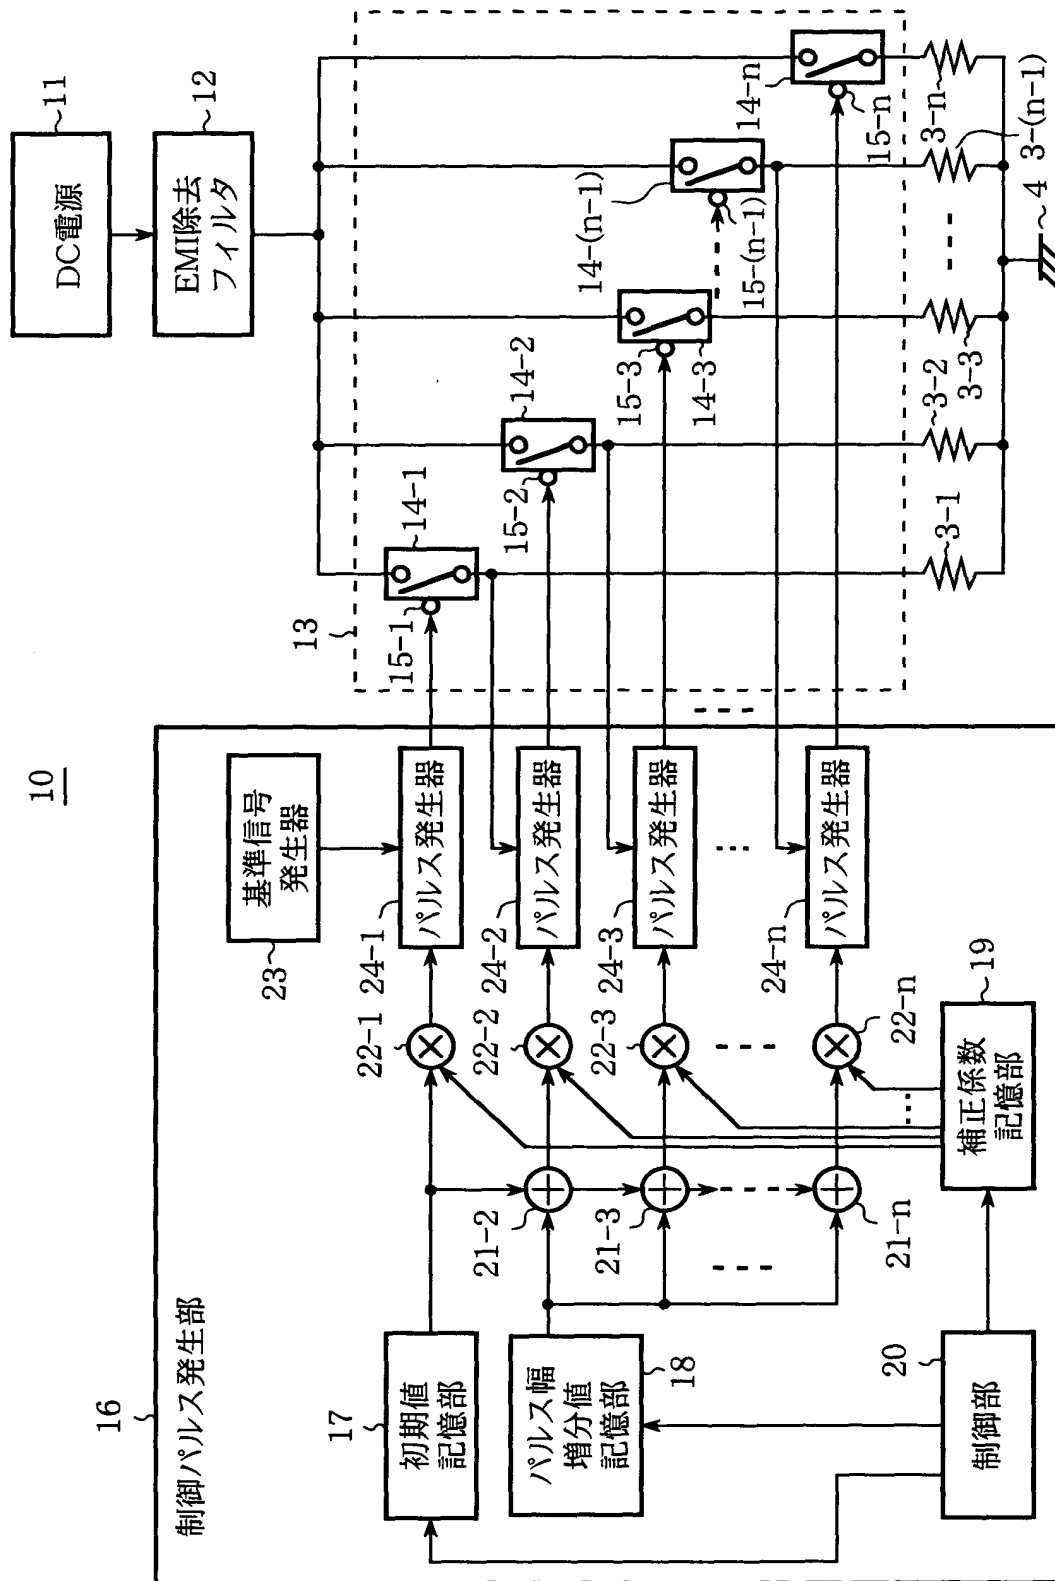 10
16
制御パルス発生部
17
初期値
記憶部
パルス幅
増分値
記憶部
18
20
制御部
21-2
21-3
21-n
22-1
22-2
22-3
22-n
19
補正係数
記憶部
23
基準信号
発生器
24-1
パルス発生器
24-2
パルス発生器
24-3
パルス発生器
24-n
パルス発生器
13
11
DC電源
12
EMI除去
フィルタ
15-1
14-1
15-2
14-2
15-3
14-3
14-(n-1)
15-(n-1)
14-n
15-n
3-1
3-2
3-3
3-(n-1)
3-n
4